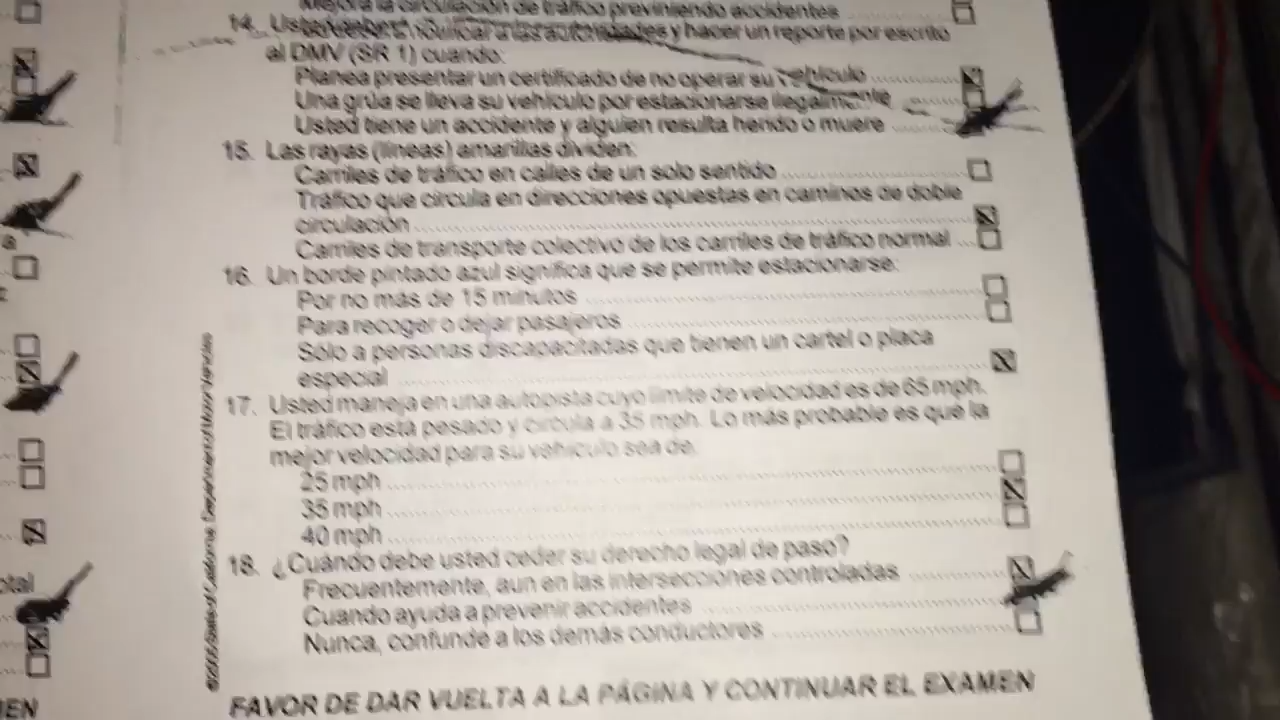 Mejora la circulación de tráfico previniendo accidentes
14. Usted deberá notificar a las autoridades y hacer un reporte por escrito
al DMV (SR 1) cuando:
Planea presentar un certificado de no operar su vehículo
Una grúa se lleva su vehículo por estacionarse ilegalmente
Usted tiene un accidente y alguien resulta herido o muere
15. Las rayas (líneas) amarillas dividen:
Carriles de tráfico en calles de un solo sentido
Tráfico que circula en direcciones opuestas en caminos de doble
circulación
Carriles de transporte colectivo de los carriles de tráfico normal
16. Un borde pintado azul significa que se permite estacionarse:
Por no más de 15 minutos
Para recoger o dejar pasajeros
Sólo a personas discapacitadas que tienen un cartel o placa
especial
17. Usted maneja en una autopista cuyo límite de velocidad es de 65 mph.
El tráfico está pesado y circula a 35 mph. Lo más probable es que la
mejor velocidad para su vehículo sea de:
25 mph
35 mph
40 mph
18. ¿Cuándo debe usted ceder su derecho legal de paso?
Frecuentemente, aun en las intersecciones controladas
Cuando ayuda a prevenir accidentes
Nunca, confunde a los demás conductores
FAVOR DE DAR VUELTA A LA PÁGINA Y CONTINUAR EL EXAMEN